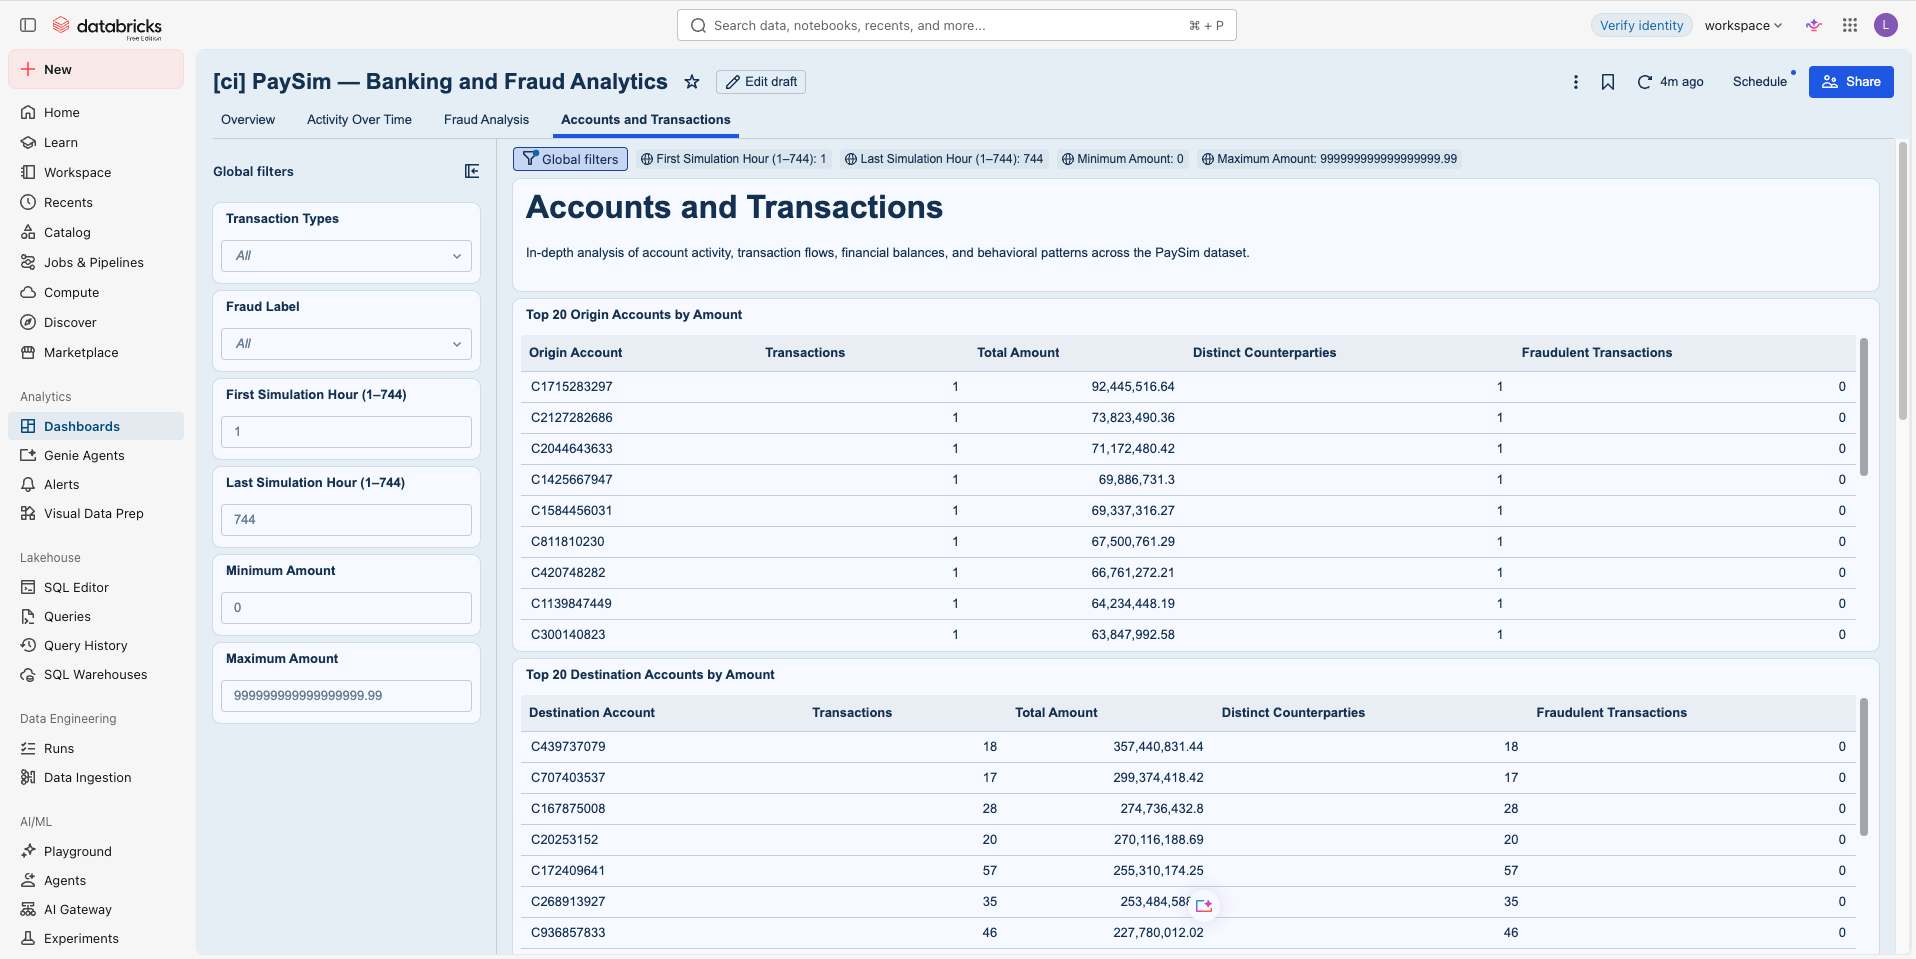 databricks
Free Edition
Search data, notebooks, recents, and more...
⌘ + P
Verify identity
workspace
L
New
Home
Learn
Workspace
Recents
Catalog
Jobs & Pipelines
Compute
Discover
Marketplace
Analytics
Dashboards
Genie Agents
Alerts
Visual Data Prep
Lakehouse
SQL Editor
Queries
Query History
SQL Warehouses
Data Engineering
Runs
Data Ingestion
AI/ML
Playground
Agents
AI Gateway
Experiments
[ci] PaySim — Banking and Fraud Analytics
Edit draft
4m ago
Schedule
Share
Overview Activity Over Time Fraud Analysis Accounts and Transactions
Global filters
Transaction Types
All
Fraud Label
All
First Simulation Hour (1–744)
1
Last Simulation Hour (1–744)
744
Minimum Amount
0
Maximum Amount
999999999999999999.99
Global filters First Simulation Hour (1–744): 1 Last Simulation Hour (1–744): 744 Minimum Amount: 0 Maximum Amount: 999999999999999999.99
Accounts and Transactions
In-depth analysis of account activity, transaction flows, financial balances, and behavioral patterns across the PaySim dataset.
Top 20 Origin Accounts by Amount
Origin Account Transactions Total Amount Distinct Counterparties Fraudulent Transactions
C1715283297 1 92,445,516.64 1 0
C2127282686 1 73,823,490.36 1 0
C2044643633 1 71,172,480.42 1 0
C1425667947 1 69,886,731.3 1 0
C1584456031 1 69,337,316.27 1 0
C811810230 1 67,500,761.29 1 0
C420748282 1 66,761,272.21 1 0
C1139847449 1 64,234,448.19 1 0
C300140823 1 63,847,992.58 1 0
Top 20 Destination Accounts by Amount
Destination Account Transactions Total Amount Distinct Counterparties Fraudulent Transactions
C439737079 18 357,440,831.44 18 0
C707403537 17 299,374,418.42 17 0
C167875008 28 274,736,432.8 28 0
C20253152 20 270,116,188.69 20 0
C172409641 57 255,310,174.25 57 0
C268913927 35 35 0
C936857833 46 227,780,012.02 46 0